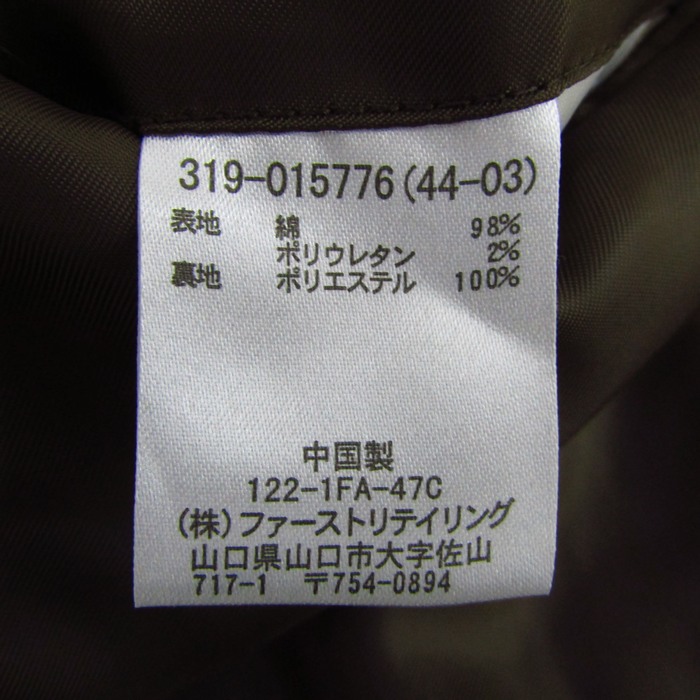 319-015776(44-03)
表地 綿 98%
ポリウレタン 2%
裏地 ポリエステル 100%
中国製
122-1FA-47C
(株)ファーストリテイリング
山口県山口市大字佐山
717-1 〒754-0894